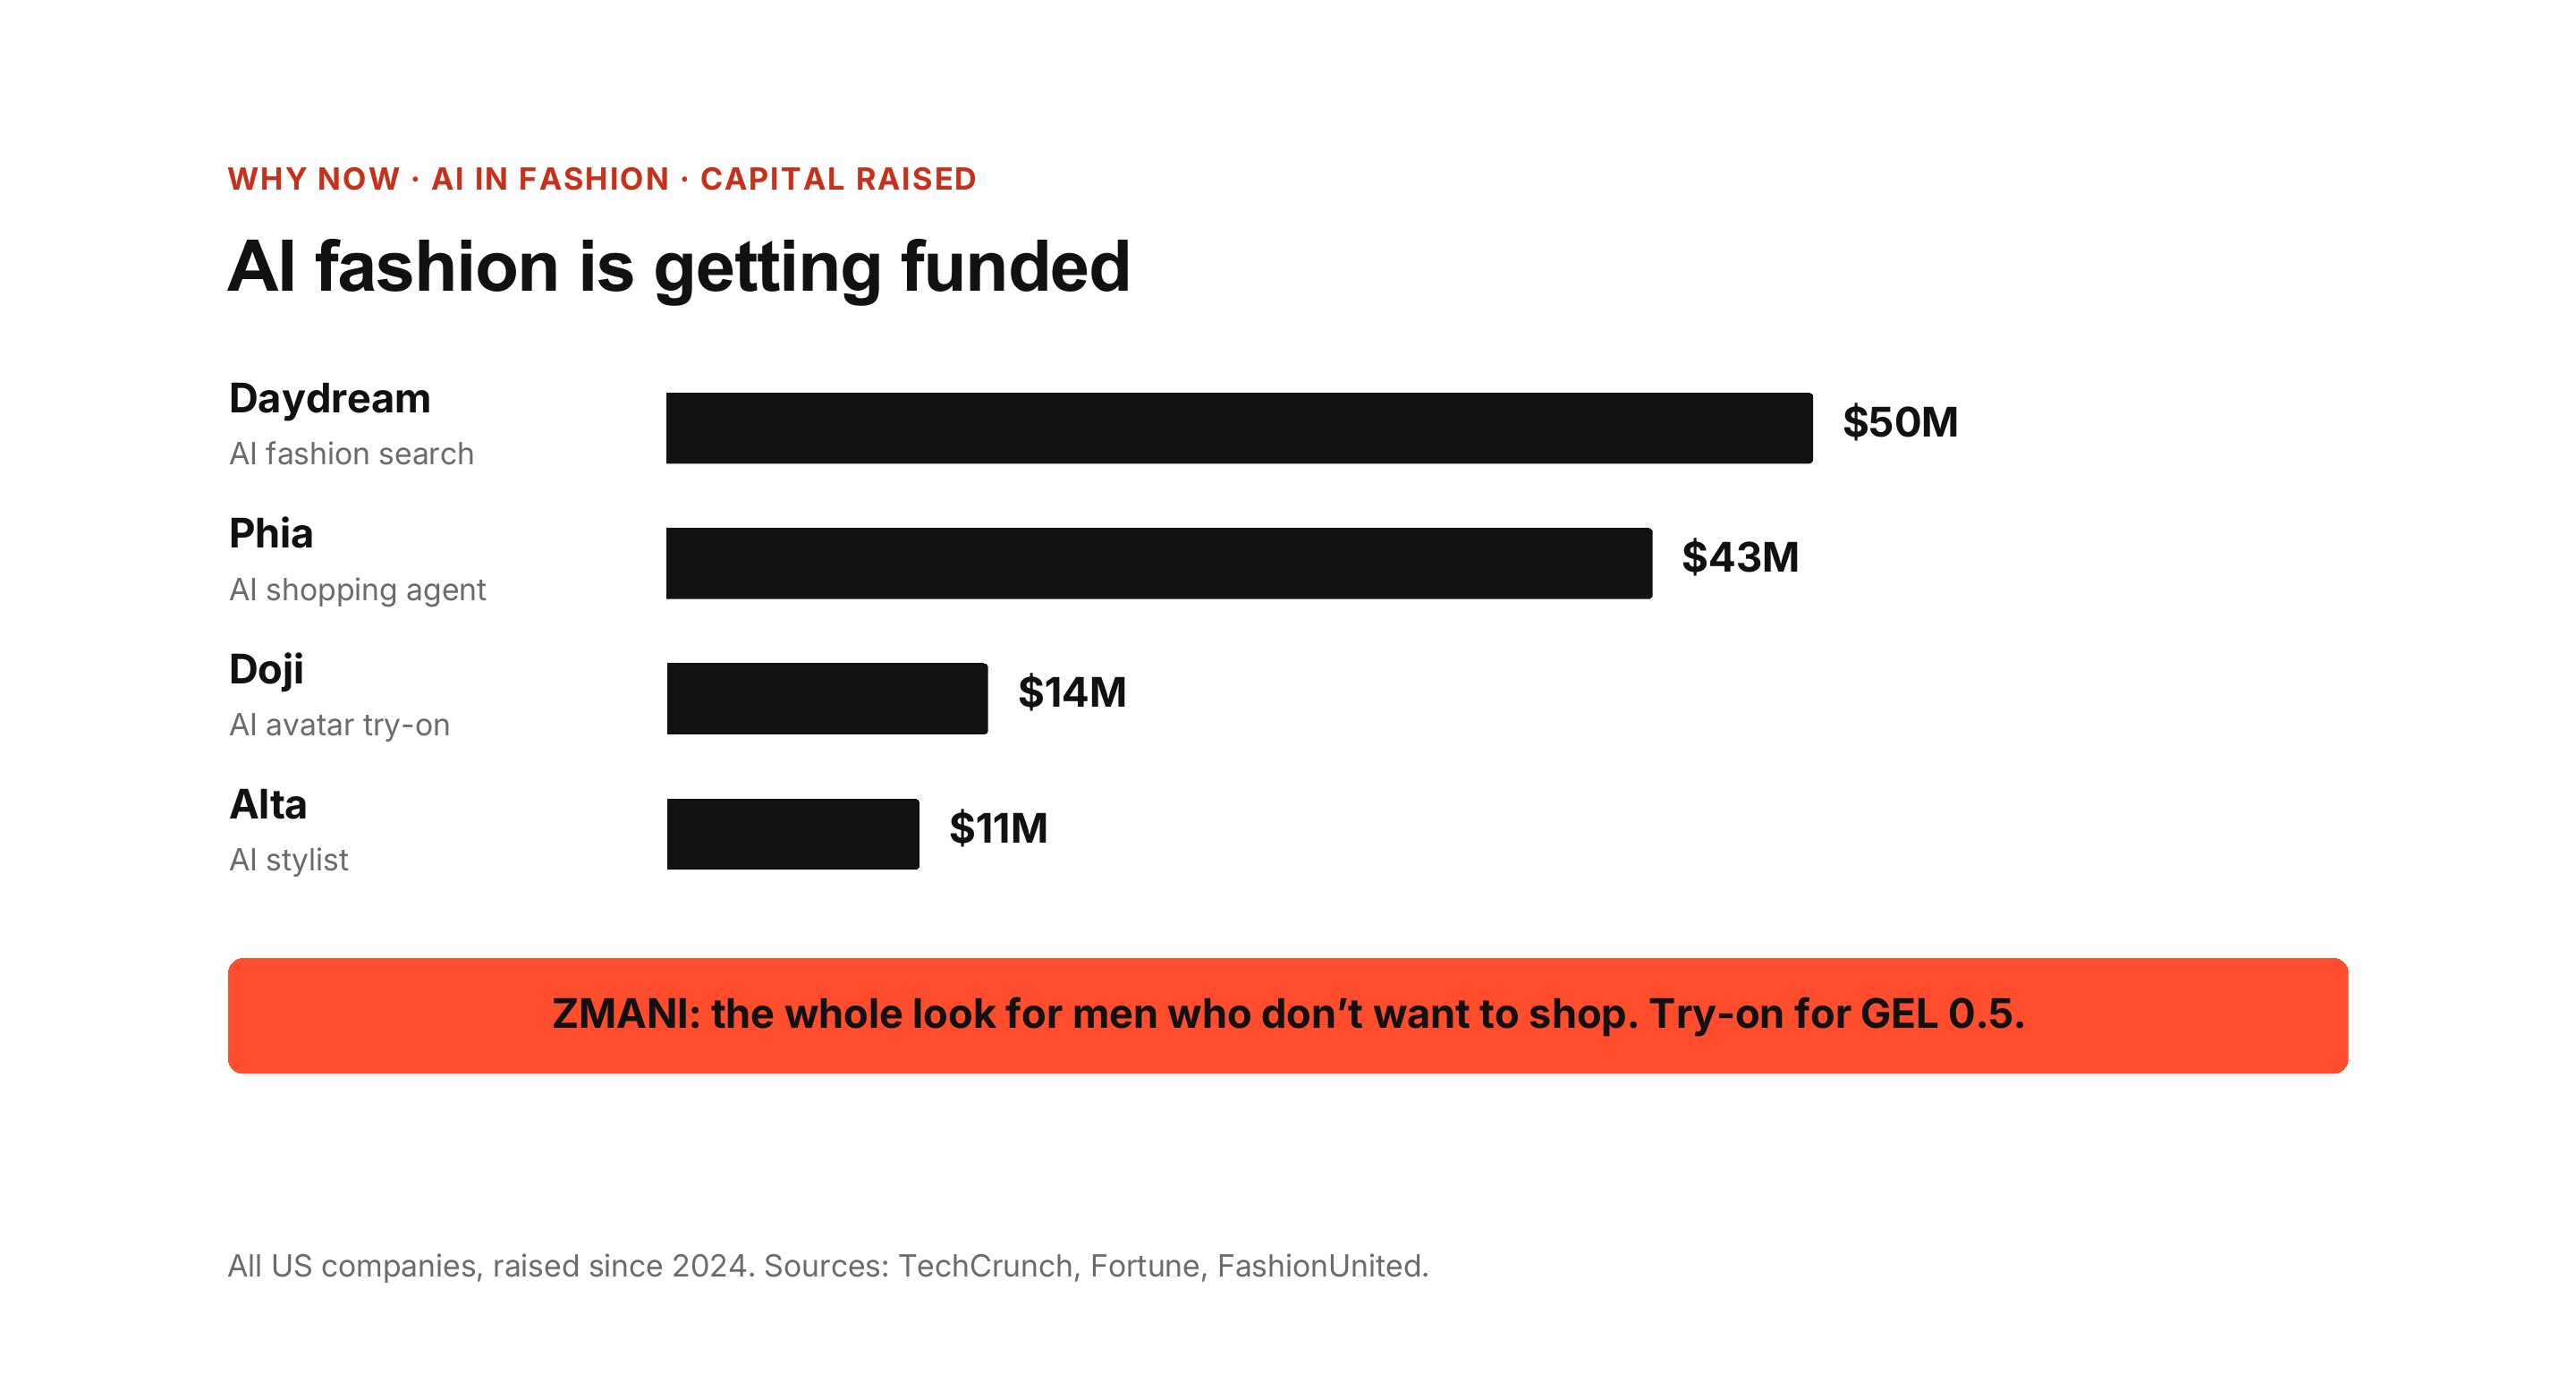 WHY NOW · AI IN FASHION · CAPITAL RAISED
AI fashion is getting funded
Daydream
AI fashion search
$50M
Phia
AI shopping agent
$43M
Doji
AI avatar try-on
$14M
Alta
AI stylist
$11M
ZMANI: the whole look for men who don’t want to shop. Try-on for GEL 0.5.
All US companies, raised since 2024. Sources: TechCrunch, Fortune, FashionUnited.